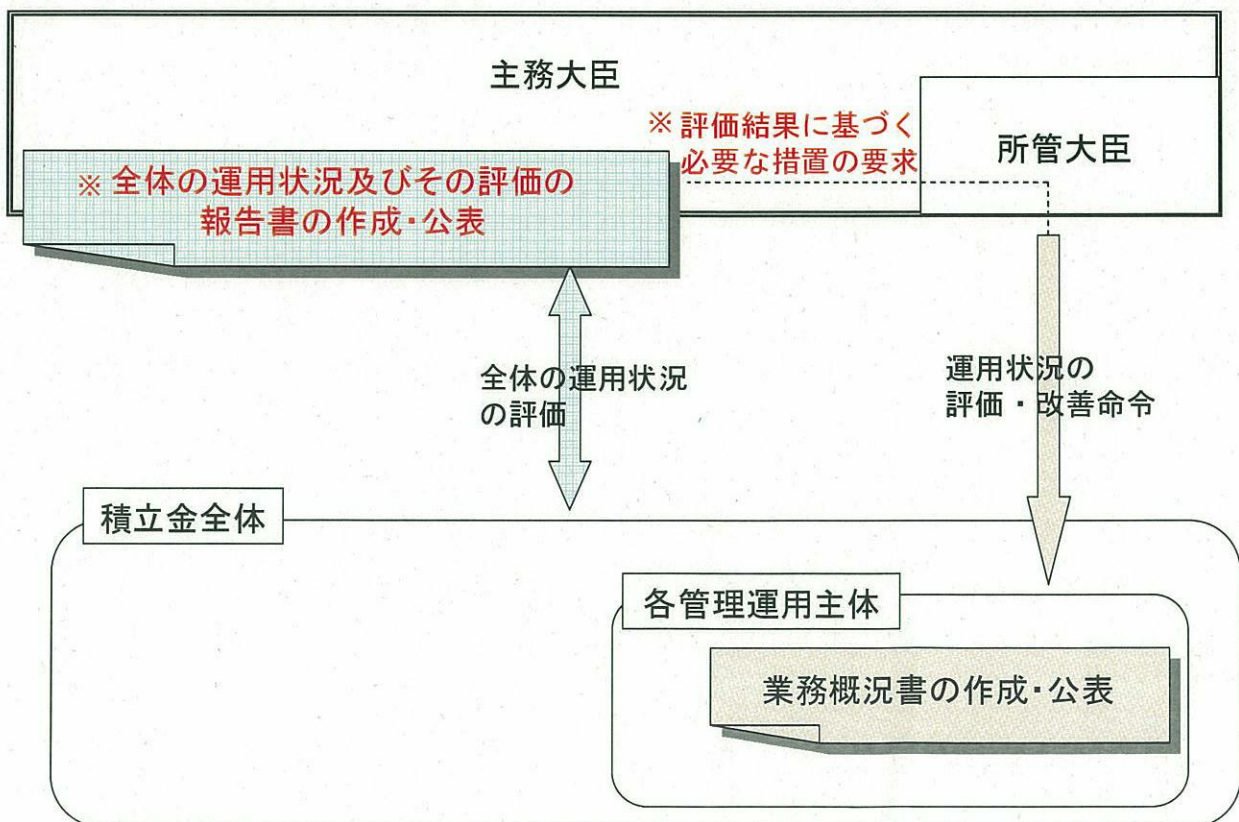 主務大臣
※ 評価結果に基づく
必要な措置の要求
所管大臣
※ 全体の運用状況及びその評価の
報告書の作成・公表
全体の運用状況
の評価
運用状況の
評価・改善命令
積立金全体
各管理運用主体
業務概況書の作成・公表